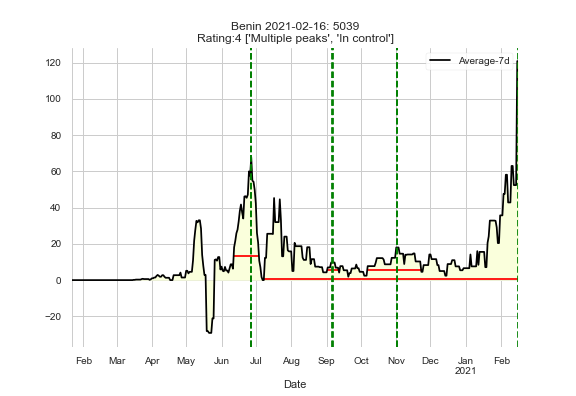 Benin 2021-02-16: 5039
Rating:4 ['Multiple peaks', 'In control']
Average-7d
120
100
80
60
40
20
0
−20
Feb Mar Apr May Jun Jul Aug Sep Oct Nov Dec Jan Feb
2021
Date